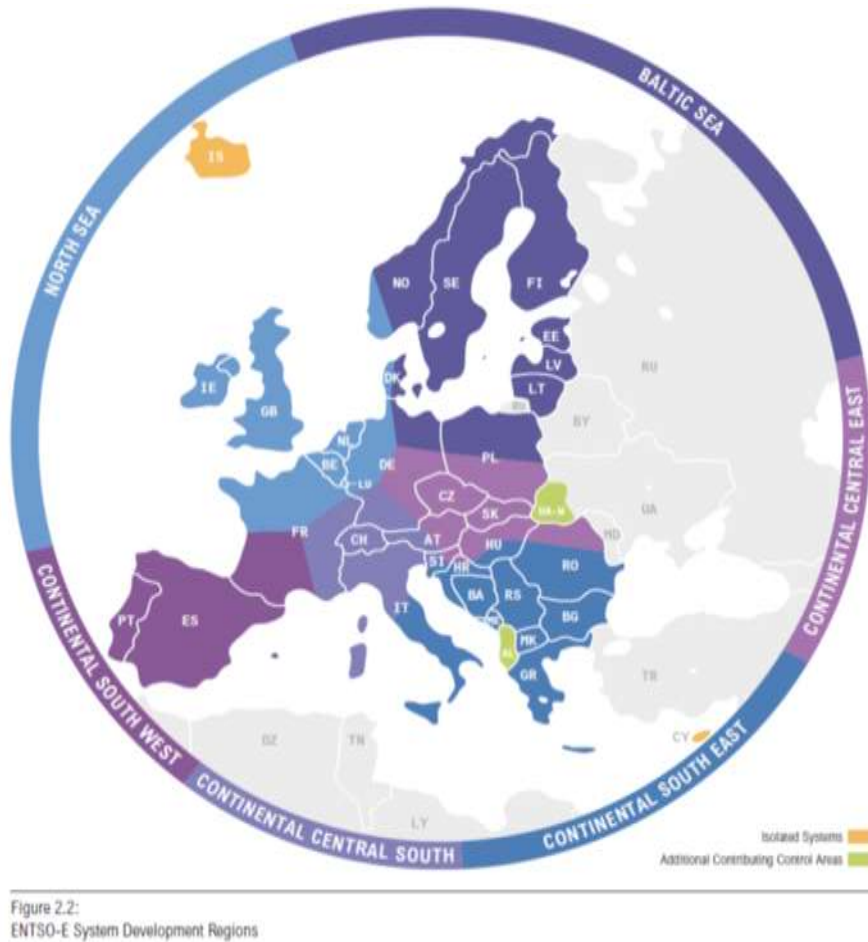 BALTIC SEA
NORTH SEA
CONTINENTAL CENTRAL EAST
CONTINENTAL SOUTH WEST
CONTINENTAL CENTRAL SOUTH
CONTINENTAL SOUTH EAST
IS
NO
SE
FI
EE
LV
LT
RU
BY
IE
GB
DK
NL
BE
LU
DE
PL
CZ
SK
UA-W
UA
MD
FR
CH
AT
HU
SI
HR
RO
IT
BA
RS
BG
MK
AL
GR
PT
ES
TR
CY
DZ
TN
LY
Isolated Systems
Additional Contributing Control Areas
Figure 2.2:
ENTSO-E System Development Regions